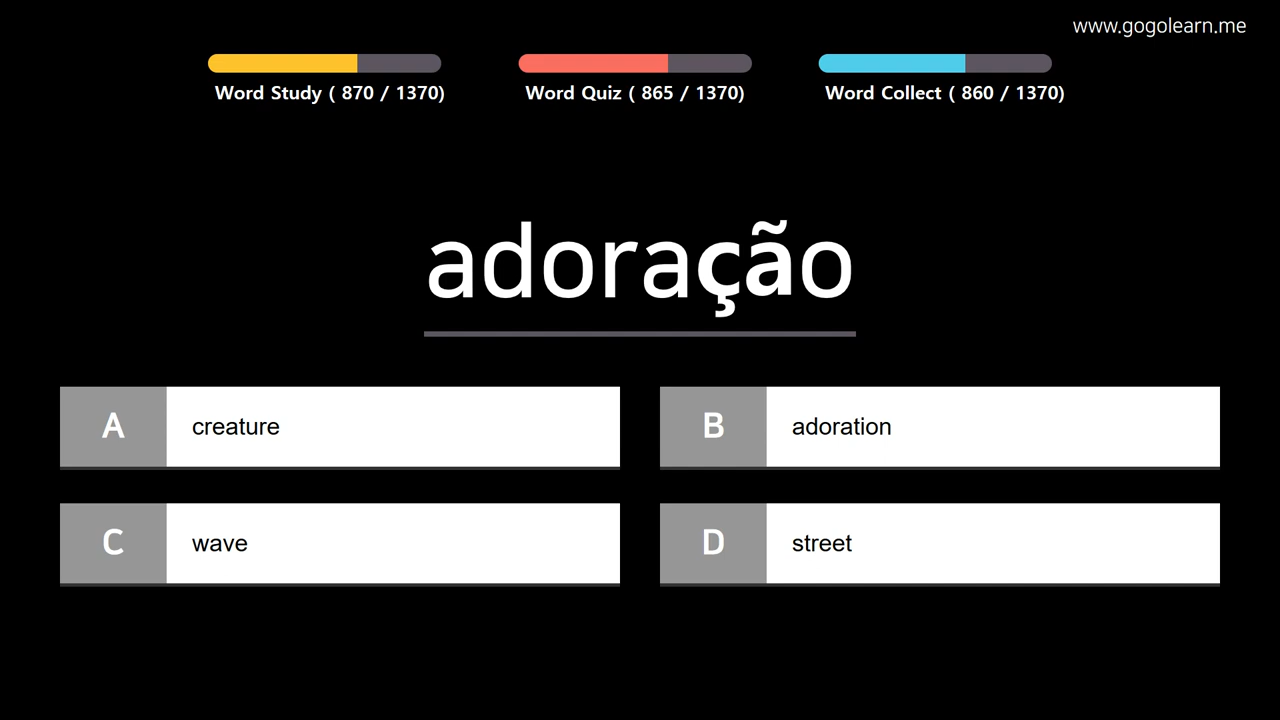 www.gogolearn.me
Word Study ( 870 / 1370)
Word Quiz ( 865 / 1370)
Word Collect ( 860 / 1370)
adoração
A creature
B adoration
C wave
D street